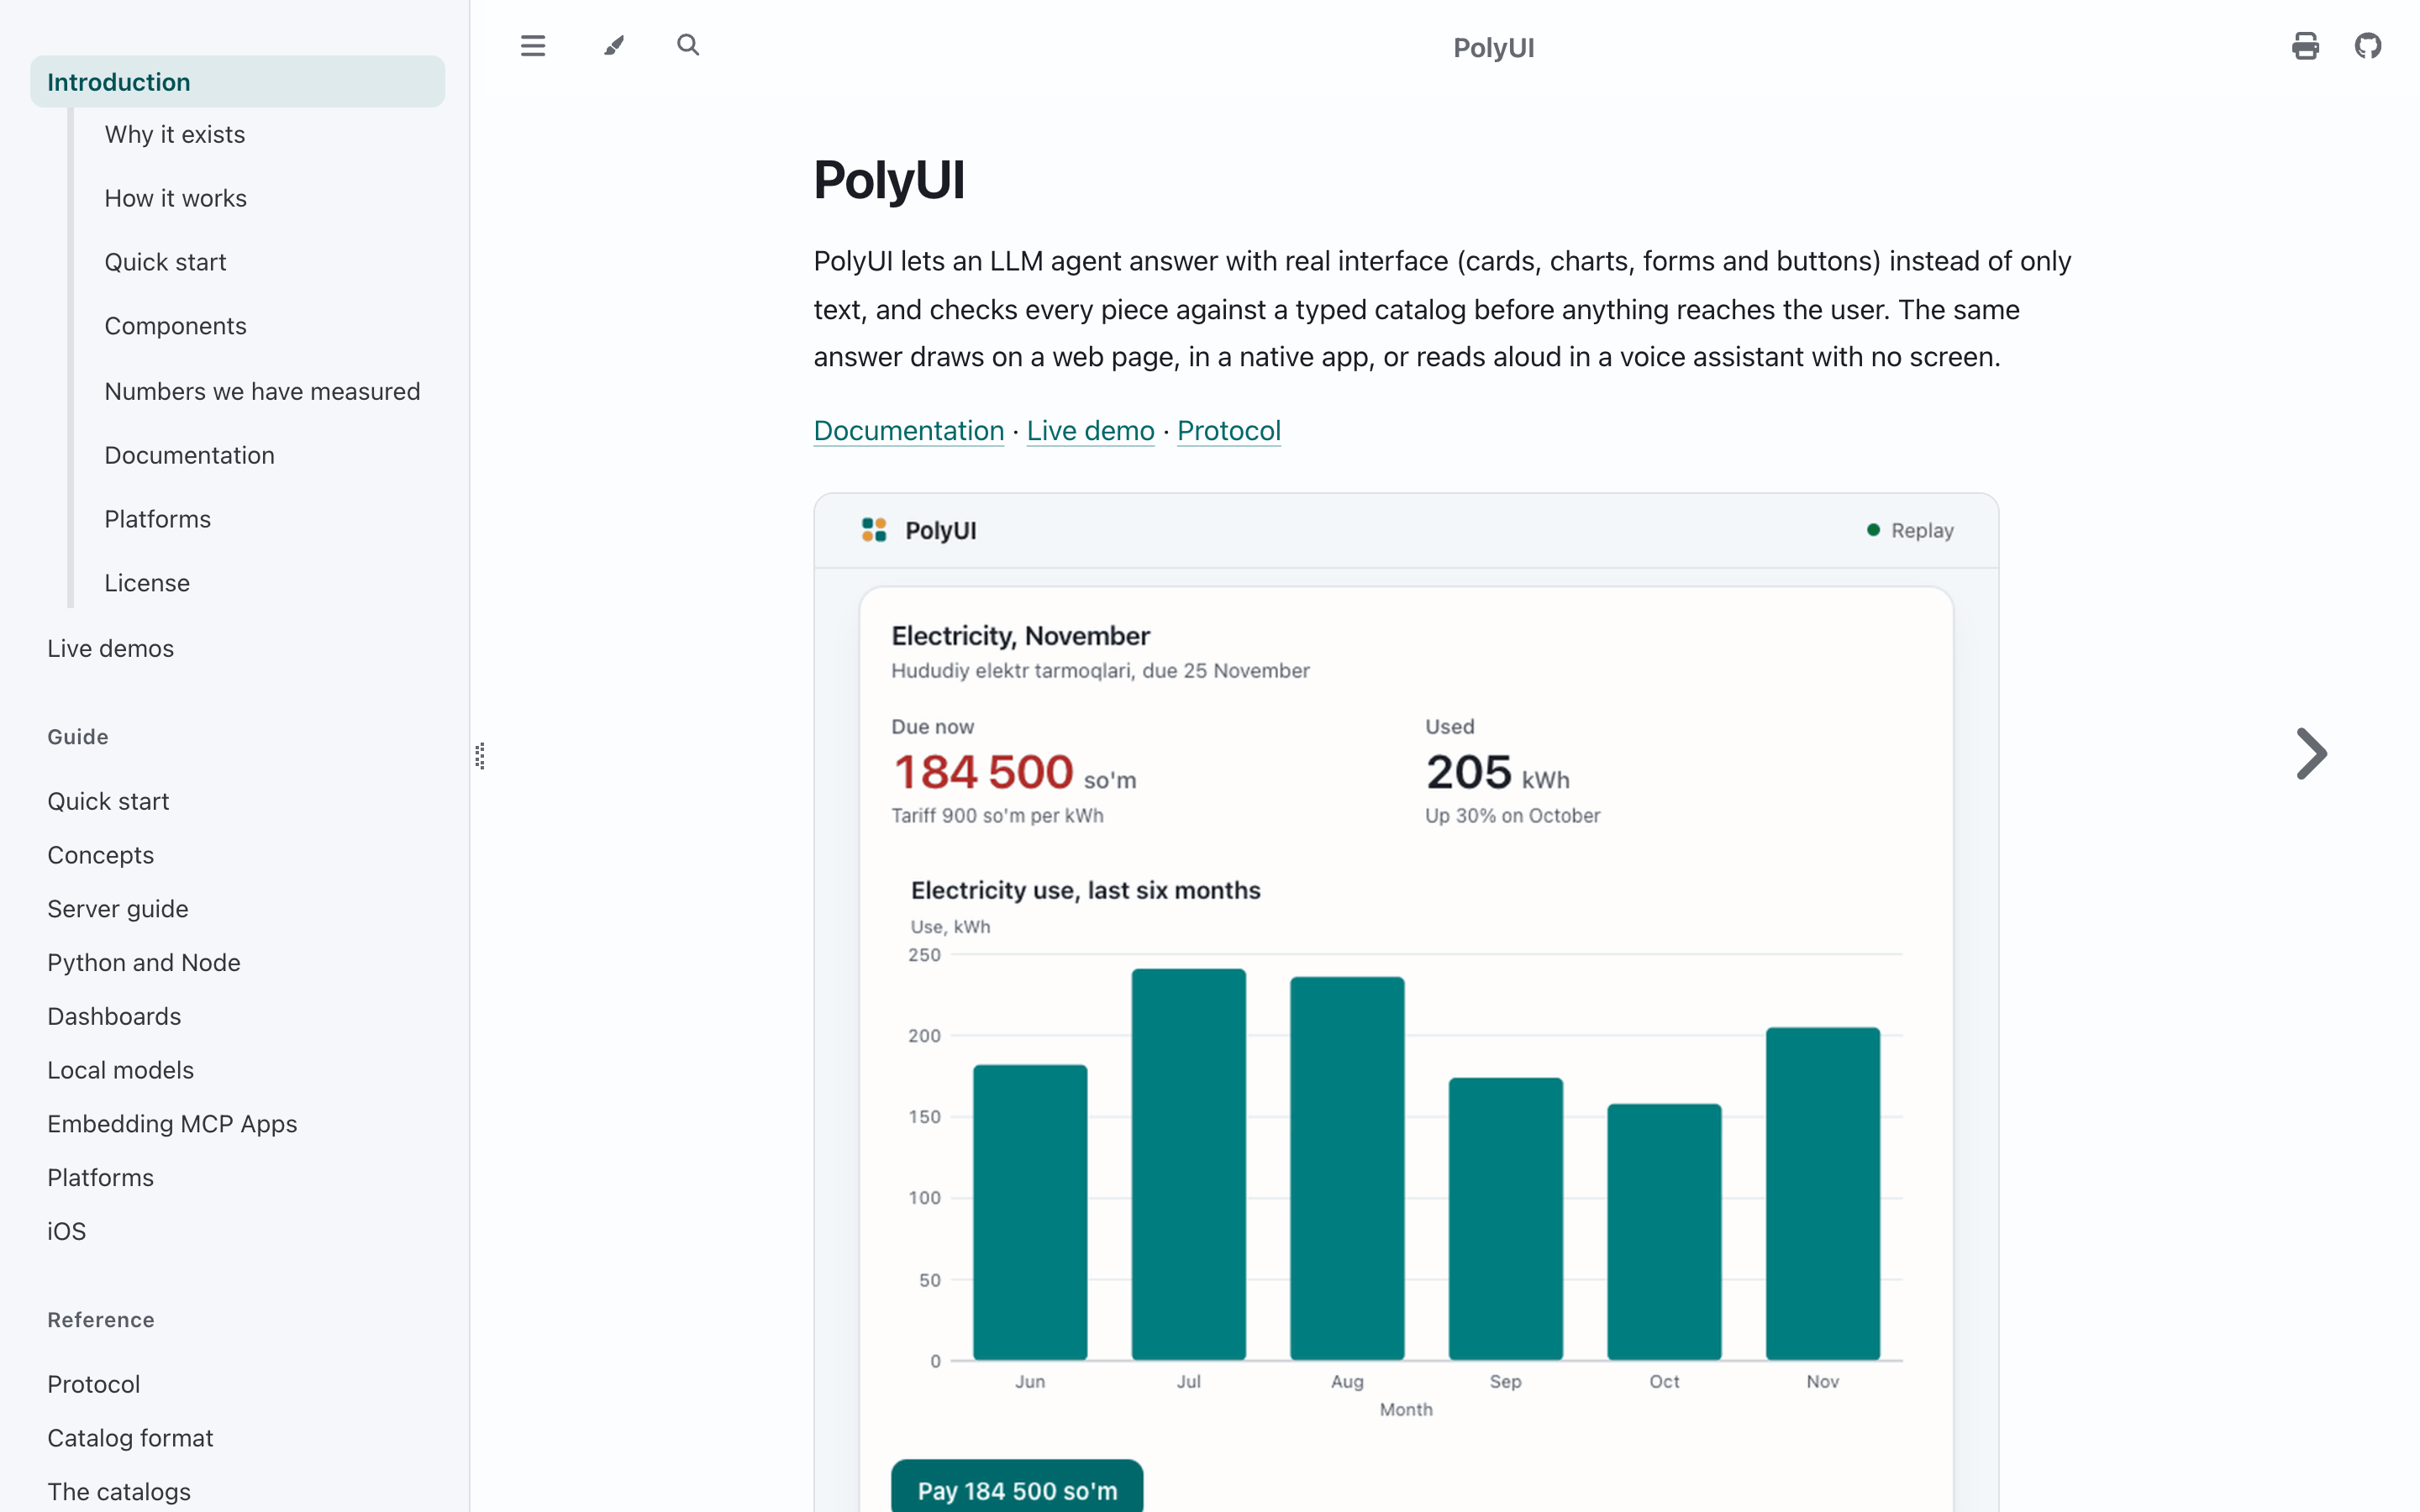 Introduction
Why it exists
How it works
Quick start
Components
Numbers we have measured
Documentation
Platforms
License
Live demos
Guide
Quick start
Concepts
Server guide
Python and Node
Dashboards
Local models
Embedding MCP Apps
Platforms
iOS
Reference
Protocol
Catalog format
The catalogs
PolyUI
PolyUI
PolyUI lets an LLM agent answer with real interface (cards, charts, forms and buttons) instead of only
text, and checks every piece against a typed catalog before anything reaches the user. The same
answer draws on a web page, in a native app, or reads aloud in a voice assistant with no screen.
Documentation · Live demo · Protocol
PolyUI
Replay
Electricity, November
Hududiy elektr tarmoqlari, due 25 November
Due now
184 500 so'm
Tariff 900 so'm per kWh
Used
205 kWh
Up 30% on October
Electricity use, last six months
Use, kWh
250
200
150
100
50
0
Jun Jul Aug Sep Oct Nov
Month
Pay 184 500 so'm